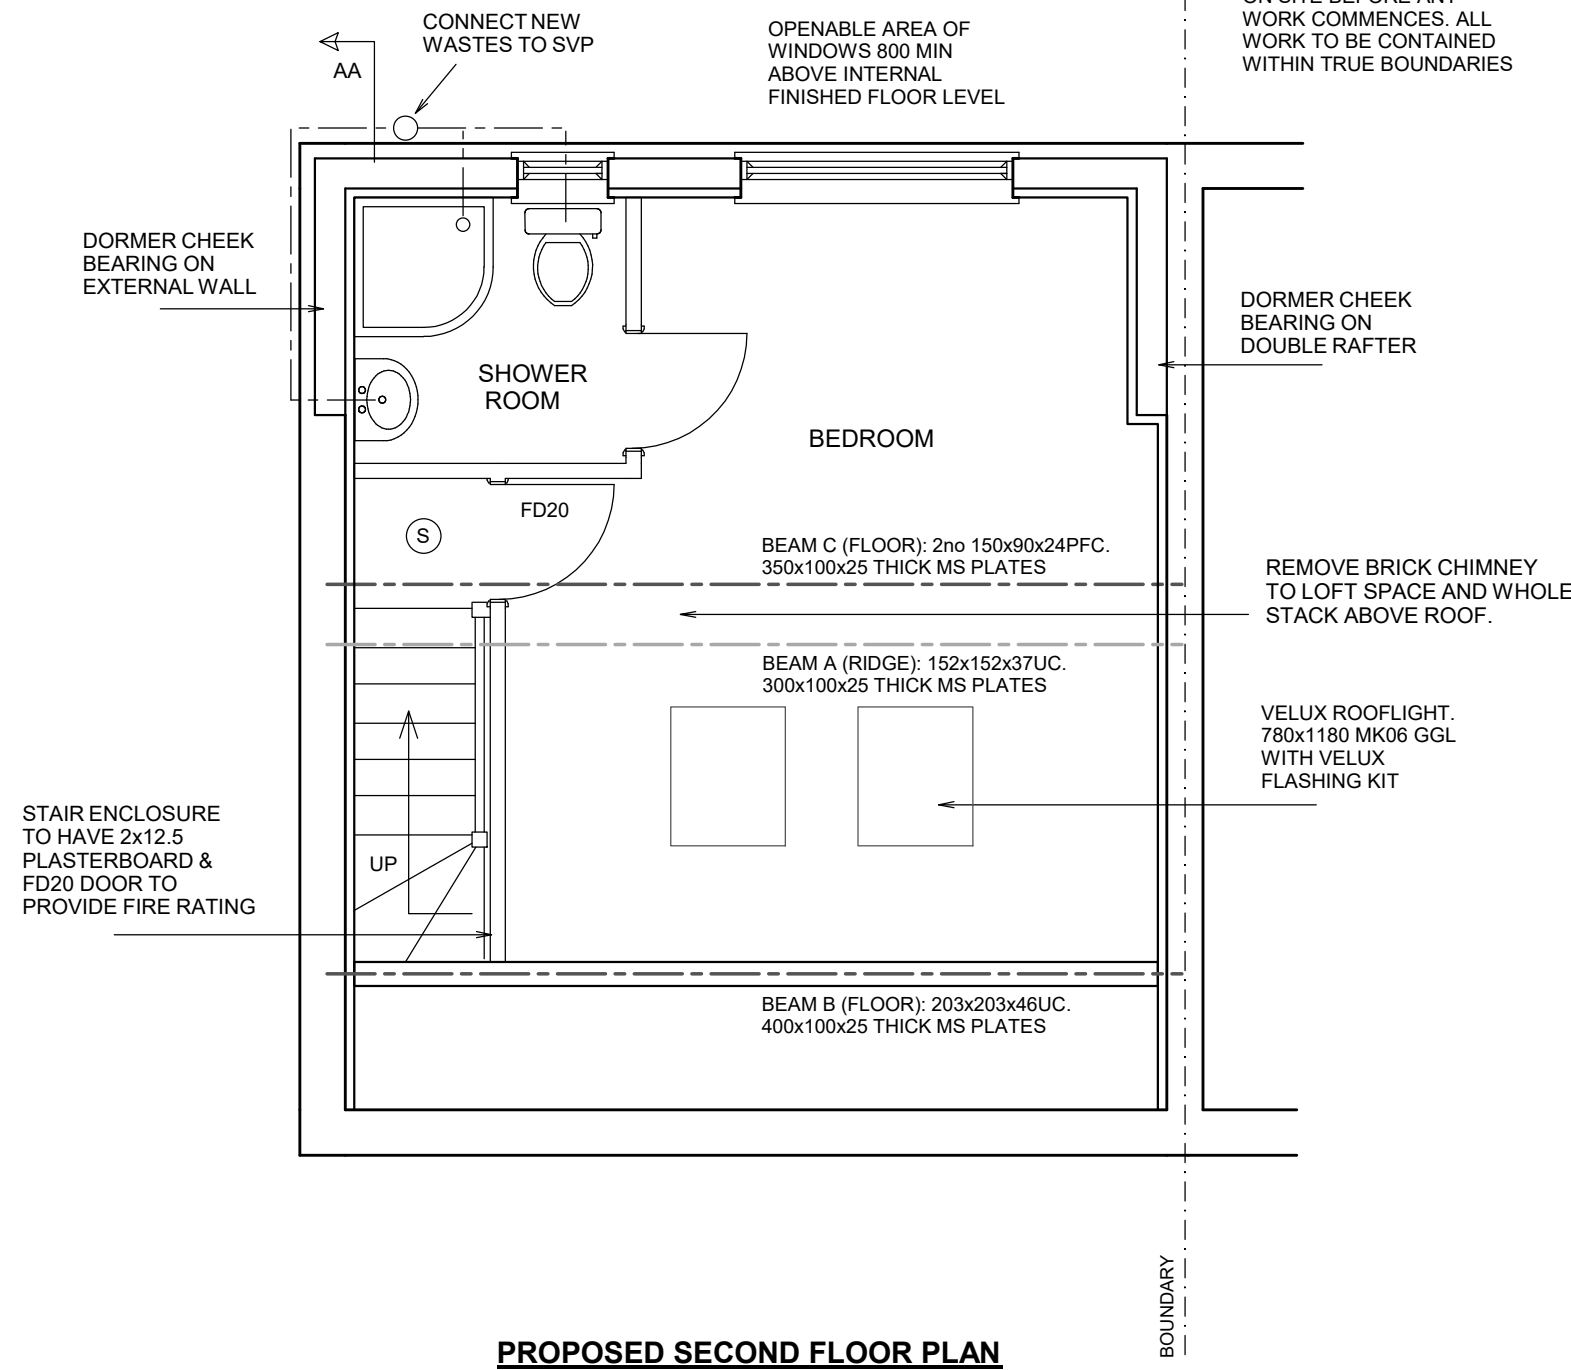 CONNECT NEW
WASTES TO SVP
AA
OPENABLE AREA OF
WINDOWS 800 MIN
ABOVE INTERNAL
FINISHED FLOOR LEVEL
ON SITE BEFORE ANY
WORK COMMENCES. ALL
WORK TO BE CONTAINED
WITHIN TRUE BOUNDARIES
DORMER CHEEK
BEARING ON
EXTERNAL WALL
DORMER CHEEK
BEARING ON
DOUBLE RAFTER
SHOWER
ROOM
BEDROOM
FD20
S
BEAM C (FLOOR): 2no 150x90x24PFC.
350x100x25 THICK MS PLATES
REMOVE BRICK CHIMNEY
TO LOFT SPACE AND WHOLE
STACK ABOVE ROOF.
BEAM A (RIDGE): 152x152x37UC.
300x100x25 THICK MS PLATES
VELUX ROOFLIGHT.
780x1180 MK06 GGL
WITH VELUX
FLASHING KIT
STAIR ENCLOSURE
TO HAVE 2x12.5
PLASTERBOARD &
FD20 DOOR TO
PROVIDE FIRE RATING
UP
BEAM B (FLOOR): 203x203x46UC.
400x100x25 THICK MS PLATES
BOUNDARY
PROPOSED SECOND FLOOR PLAN